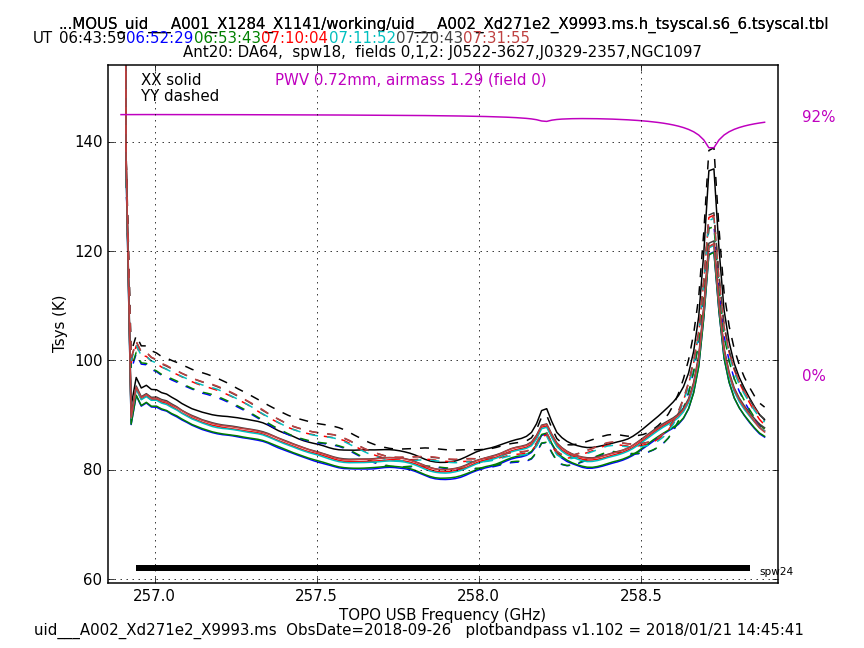 ...MOUS_uid___A001_X1284_X1141/working/uid___A002_Xd271e2_X9993.ms.h_tsyscal.s6_6.tsyscal.tbl
UT 06:43:59 06:52:29 06:53:43 07:10:04 07:11:52 07:20:43 07:31:55
Ant20: DA64, spw18, fields 0,1,2: J0522-3627,J0329-2357,NGC1097
XX solid
PWV 0.72mm, airmass 1.29 (field 0)
YY dashed
92%
140
120
Tsys (K)
100
0%
80
60
spw24
257.0 257.5 258.0 258.5
TOPO USB Frequency (GHz)
uid___A002_Xd271e2_X9993.ms ObsDate=2018-09-26 plotbandpass v1.102 = 2018/01/21 14:45:41